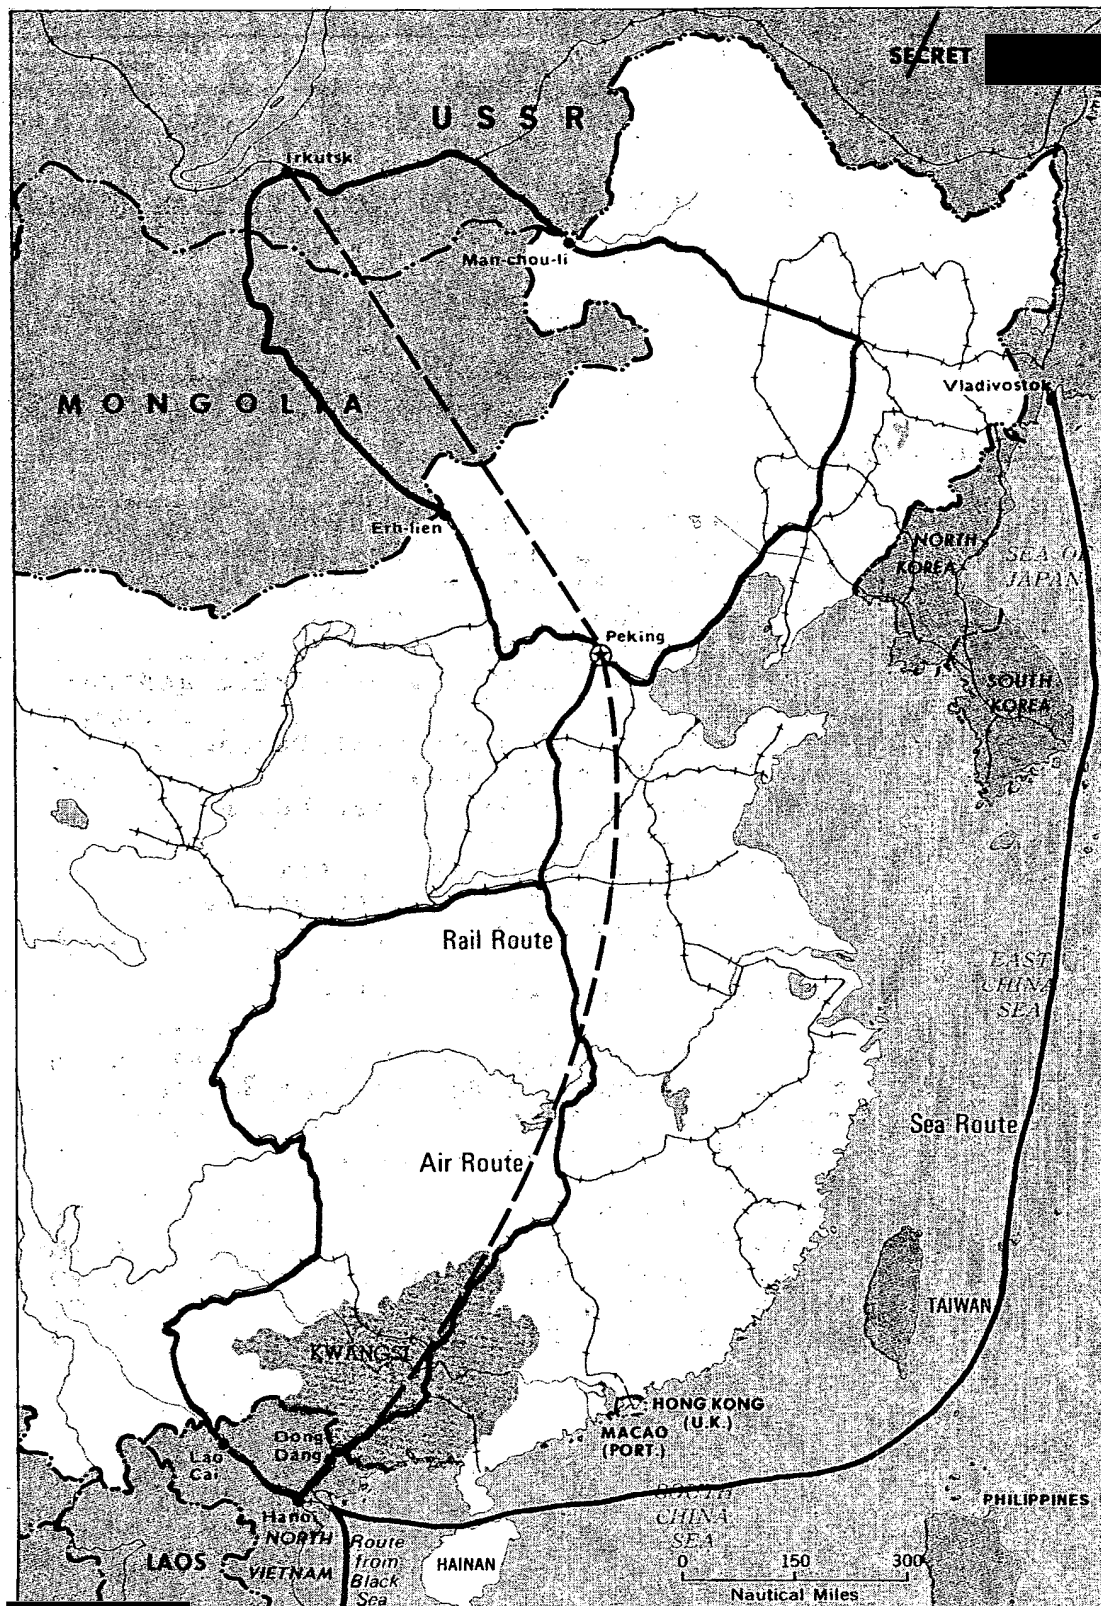 SECRET
USSR
Irkutsk
Man-chou-li
MONGOLIA
Vladivostok
Erh-lien
NORTH
KOREA
SEA OF
JAPAN
Peking
SOUTH
KOREA
Rail Route
EAST
CHINA
SEA
Sea Route
Air Route
TAIWAN
KWANGSI
HONG KONG
(U.K.)
MACAO
(PORT.)
Dong
Dang
Lao
Cai
PHILIPPINES
Hanoi
SOUTH
CHINA
SEA
NORTH
VIETNAM
LAOS
Route
from
Black
Sea
HAINAN
0 150 300
Nautical Miles